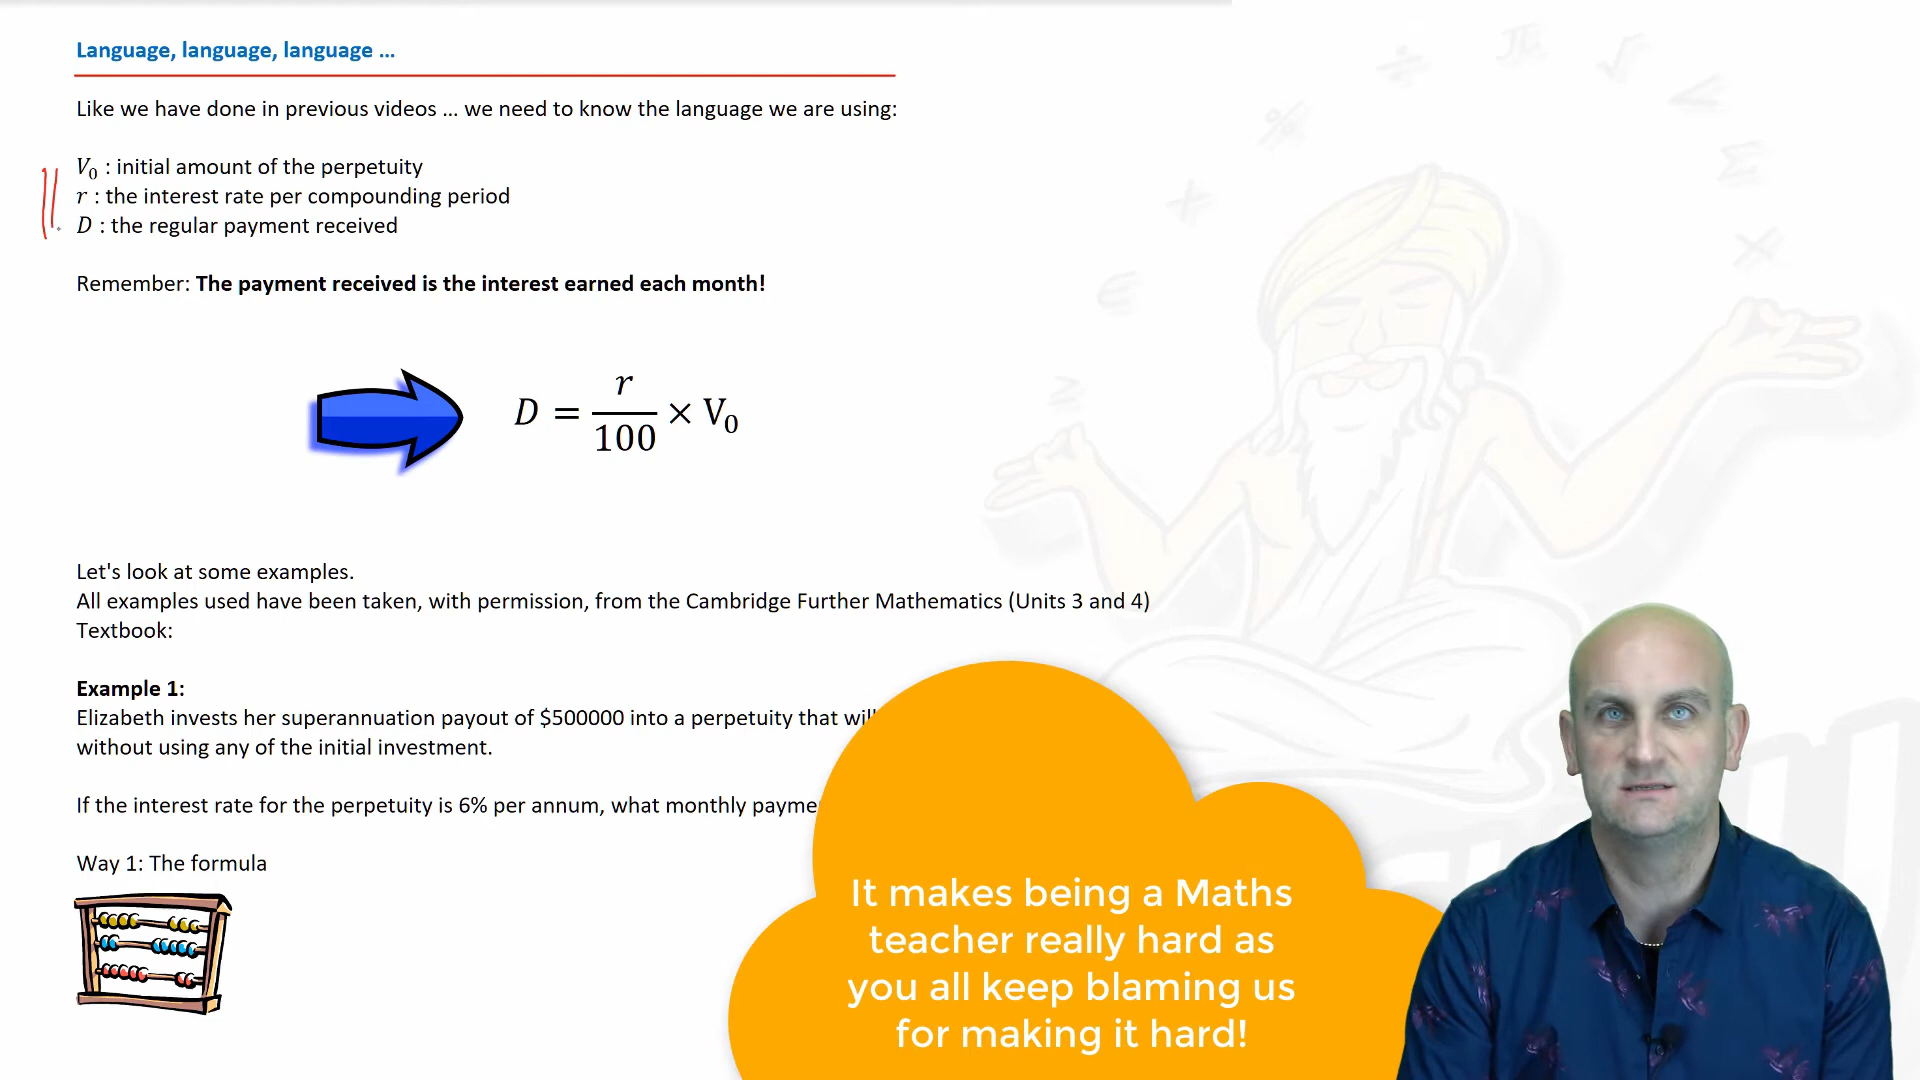 Language, language, language ...
Like we have done in previous videos ... we need to know the language we are using:
V₀ : initial amount of the perpetuity
r : the interest rate per compounding period
D : the regular payment received
Remember: The payment received is the interest earned each month!
D = r/100 × V₀
Let's look at some examples.
All examples used have been taken, with permission, from the Cambridge Further Mathematics (Units 3 and 4)
Textbook:
Example 1:
Elizabeth invests her superannuation payout of $500000 into a perpetuity that
without using any of the initial investment.
If the interest rate for the perpetuity is 6% per annum, what monthly
Way 1: The formula
It makes being a Maths
teacher really hard as
you all keep blaming us
for making it hard!